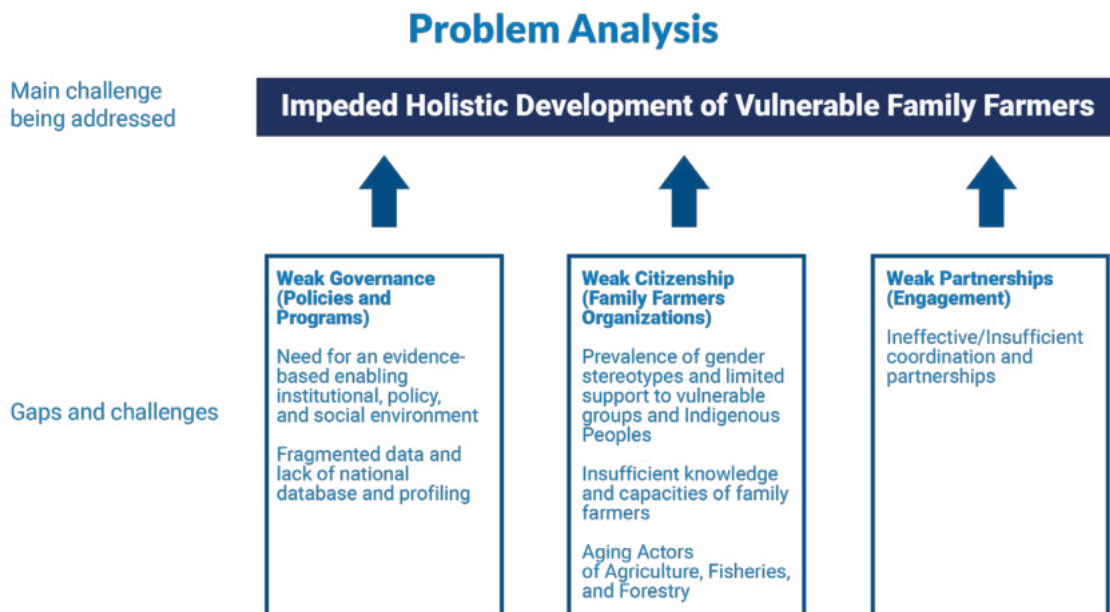 Problem Analysis
Main challenge
being addressed
Impeded Holistic Development of Vulnerable Family Farmers
Gaps and challenges
Weak Governance
(Policies and
Programs)
Need for an evidence-
based enabling
institutional, policy,
and social environment
Fragmented data and
lack of national
database and profiling
Weak Citizenship
(Family Farmers
Organizations)
Prevalence of gender
stereotypes and limited
support to vulnerable
groups and Indigenous
Peoples
Insufficient knowledge
and capacities of family
farmers
Aging Actors
of Agriculture, Fisheries,
and Forestry
Weak Partnerships
(Engagement)
Ineffective/Insufficient
coordination and
partnerships